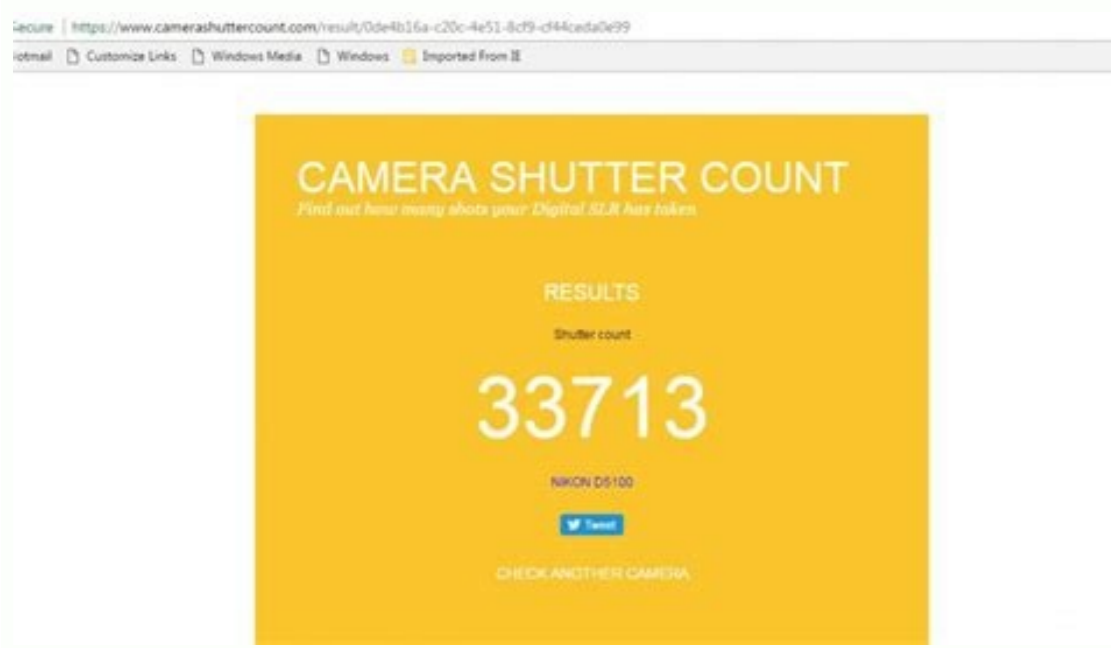 Secure | https://www.camerashuttercount.com/result/0de4b16a-c20c-4e51-8cf9-cf44ceda0e99
otmail Customize Links Windows Media Windows Imported From IE
CAMERA SHUTTER COUNT
Find out how many shots your Digital SLR has taken
RESULTS
Shutter count
33713
NIKON D5100
Tweet
CHECK ANOTHER CAMERA